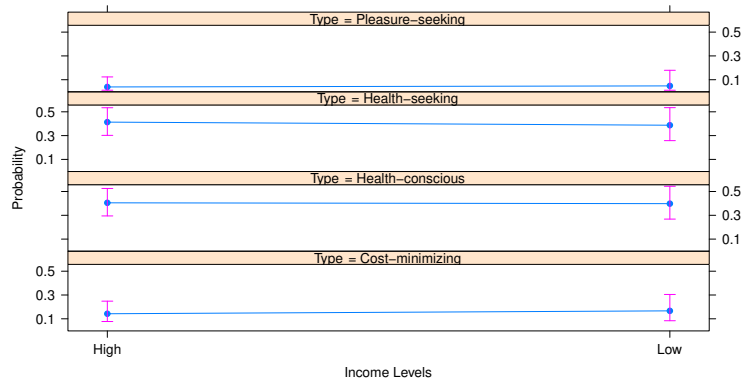 Type = Pleasure−seeking
0.5
0.3
0.1
Type = Health−seeking
0.5
0.3
0.1
Type = Health−conscious
0.5
0.3
0.1
Type = Cost−minimizing
0.5
0.3
0.1
Probability
High
Low
Income Levels